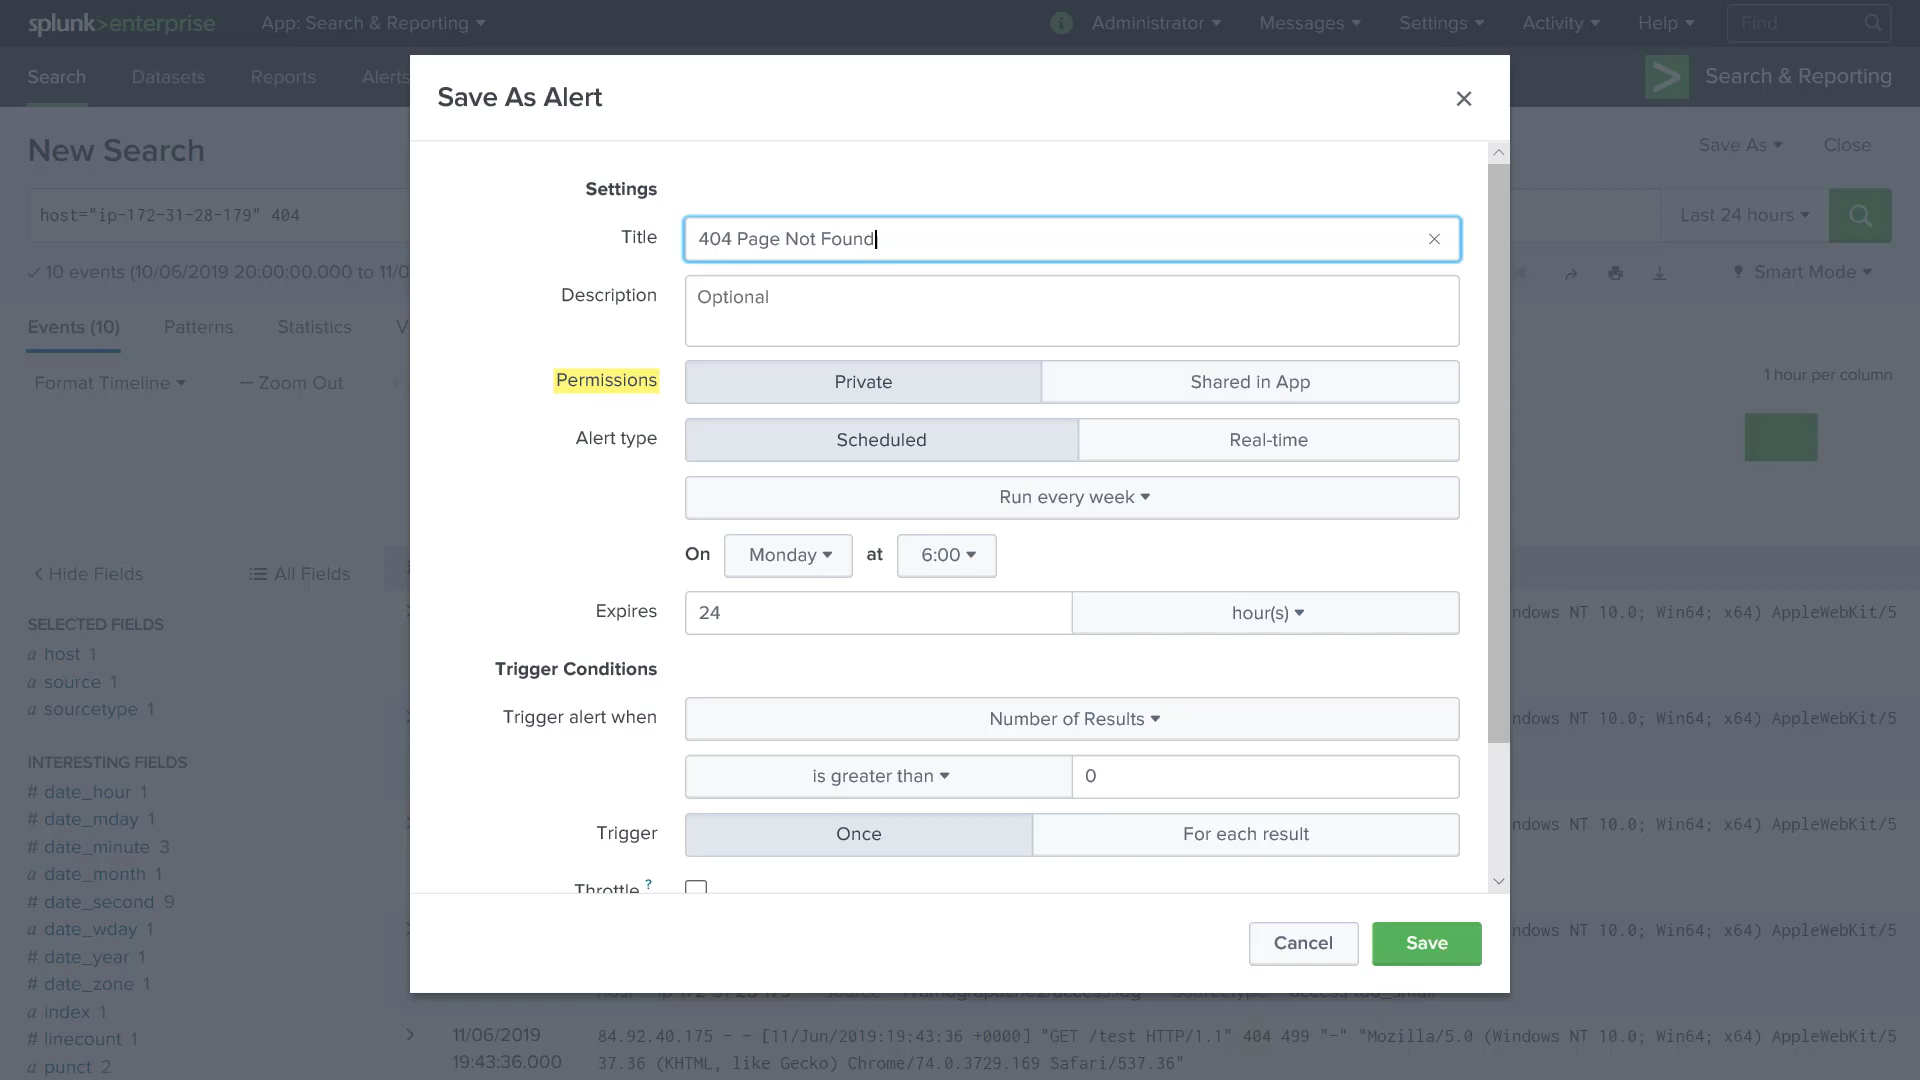 splunk>enterprise App: Search & Reporting Administrator Messages Settings Activity Help Find
Search Datasets Reports Alerts Search & Reporting
Save As Alert
New Search Save As Close
host="ip-172-31-28-179" 404 Last 24 hours
10 events (10/06/2019 20:00:00.000 to 11/0 Smart Mode
Events (10) Patterns Statistics V
Format Timeline — Zoom Out 1 hour per column
Settings
Title 404 Page Not Found
Description Optional
Permissions Private Shared in App
Alert type Scheduled Real-time
Run every week
On Monday at 6:00
Expires 24 hour(s)
Trigger Conditions
Trigger alert when Number of Results
is greater than 0
Trigger Once For each result
Throttle ?
Cancel Save
Hide Fields All Fields
SELECTED FIELDS
a host 1
a source 1
a sourcetype 1
INTERESTING FIELDS
# date_hour 1
# date_mday 1
# date_minute 3
a date_month 1
# date_second 9
a date_wday 1
# date_year 1
# date_zone 1
a index 1
# linecount 1
a punct 2
ndows NT 10.0; Win64; x64) AppleWebKit/5
ndows NT 10.0; Win64; x64) AppleWebKit/5
ndows NT 10.0; Win64; x64) AppleWebKit/5
ndows NT 10.0; Win64; x64) AppleWebKit/5
11/06/2019 84.92.40.175 - - [11/Jun/2019:19:43:36 +0000] "GET /test HTTP/1.1" 404 499 "-" "Mozilla/5.0 (Windows NT 10.0; Win64; x64) AppleWebKit/5
19:43:36.000 37.36 (KHTML, like Gecko) Chrome/74.0.3729.169 Safari/537.36"